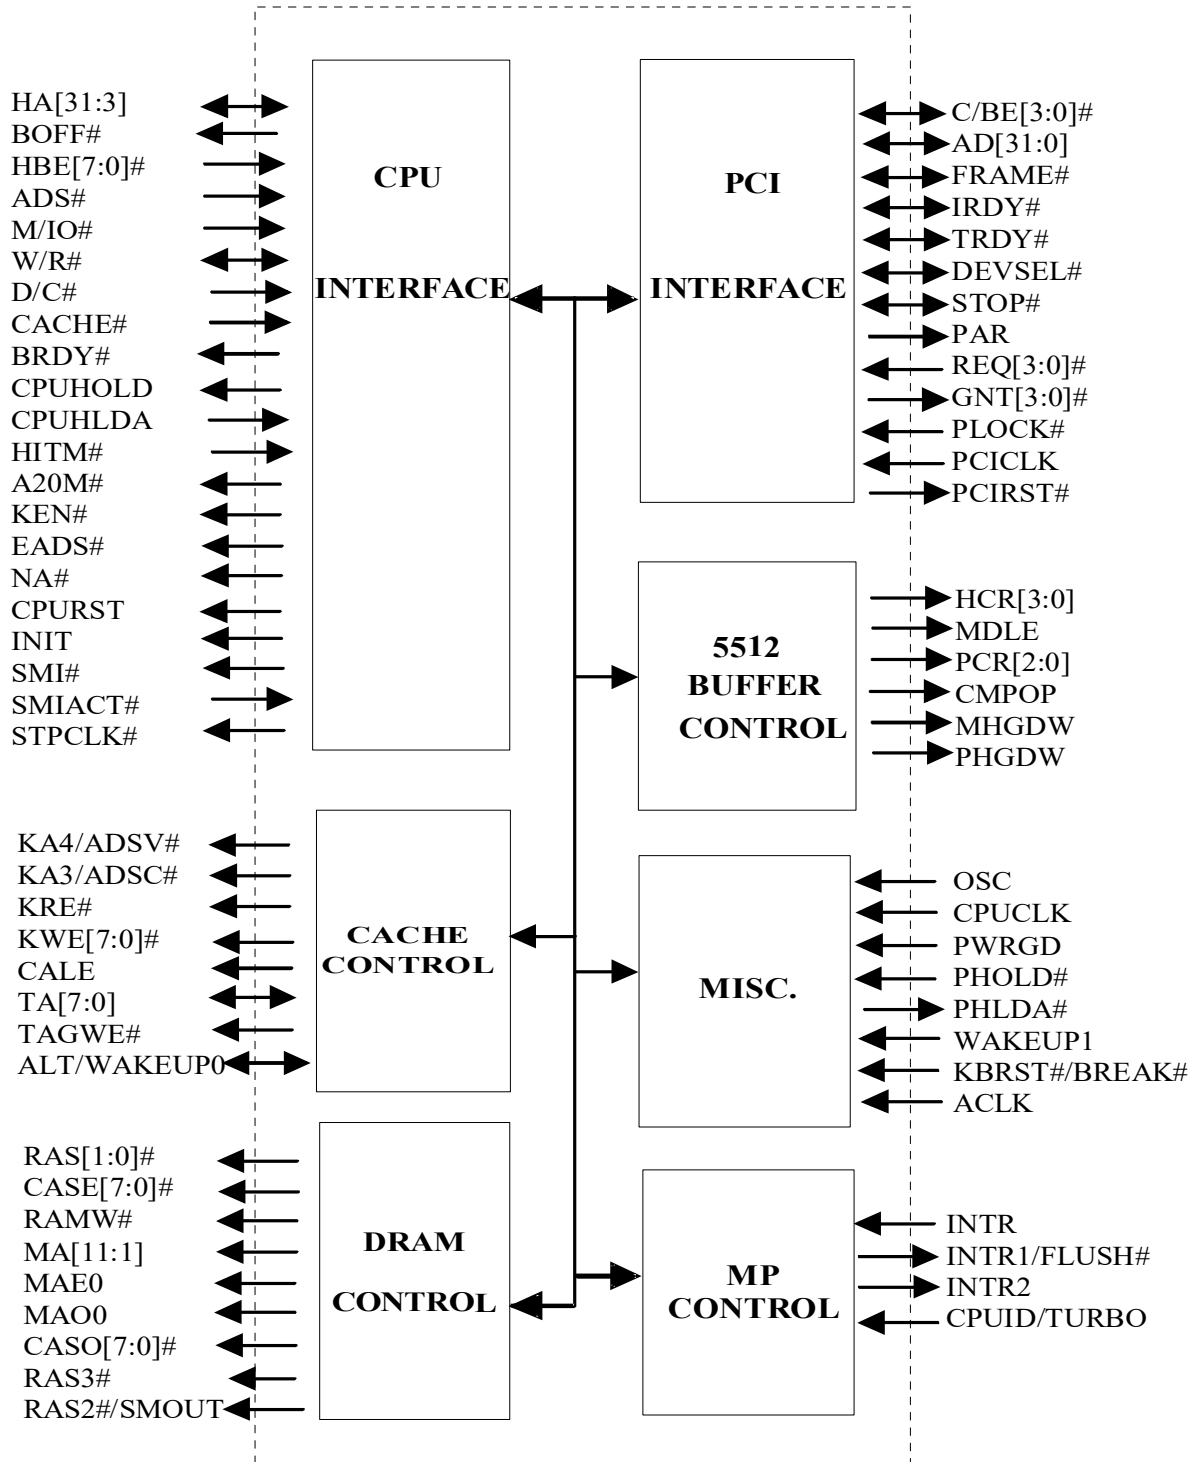 HA[31:3]
BOFF#
HBE[7:0]#
ADS#
M/IO#
W/R#
D/C#
CACHE#
BRDY#
CPUHOLD
CPUHLDA
HITM#
A20M#
KEN#
EADS#
NA#
CPURST
INIT
SMI#
SMIACT#
STPCLK#
CPU
INTERFACE
PCI
INTERFACE
C/BE[3:0]#
AD[31:0]
FRAME#
IRDY#
TRDY#
DEVSEL#
STOP#
PAR
REQ[3:0]#
GNT[3:0]#
PLOCK#
PCICLK
PCIRST#
5512
BUFFER
CONTROL
HCR[3:0]
MDLE
PCR[2:0]
CMPOP
MHGDW
PHGDW
KA4/ADSV#
KA3/ADSC#
KRE#
KWE[7:0]#
CALE
TA[7:0]
TAGWE#
ALT/WAKEUP0
CACHE
CONTROL
MISC.
OSC
CPUCLK
PWRGD
PHOLD#
PHLDA#
WAKEUP1
KBRST#/BREAK#
ACLK
RAS[1:0]#
CASE[7:0]#
RAMW#
MA[11:1]
MAE0
MAO0
CASO[7:0]#
RAS3#
RAS2#/SMOUT
DRAM
CONTROL
MP
CONTROL
INTR
INTR1/FLUSH#
INTR2
CPUID/TURBO